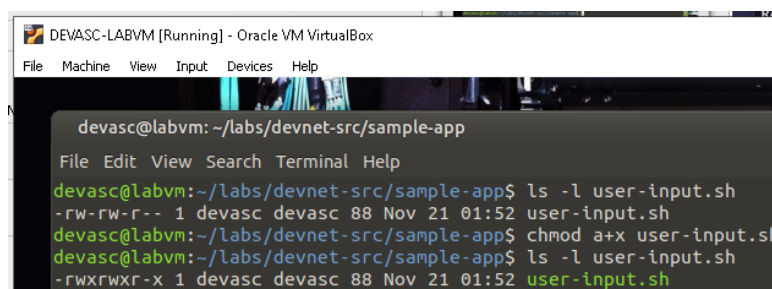 DEVASC-LABVM [Running] - Oracle VM VirtualBox
File Machine View Input Devices Help
devasc@labvm: ~/labs/devnet-src/sample-app
File Edit View Search Terminal Help
devasc@labvm:~/labs/devnet-src/sample-app$ ls -l user-input.sh
-rw-rw-r-- 1 devasc devasc 88 Nov 21 01:52 user-input.sh
devasc@labvm:~/labs/devnet-src/sample-app$ chmod a+x user-input.sh
devasc@labvm:~/labs/devnet-src/sample-app$ ls -l user-input.sh
-rwxrwxr-x 1 devasc devasc 88 Nov 21 01:52 user-input.sh